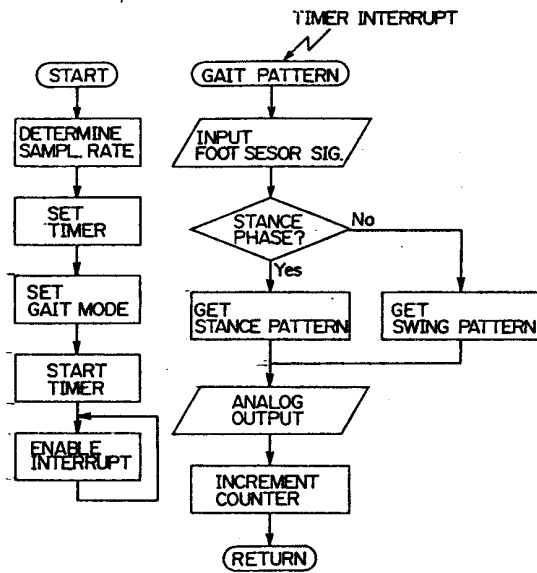 START
DETERMINE
SAMPL. RATE
SET
TIMER
SET
GAIT MODE
START
TIMER
ENABLE
INTERRUPT
TIMER INTERRUPT
GAIT PATTERN
INPUT
FOOT SESOR SIG.
STANCE
PHASE?
No
Yes
GET
STANCE PATTERN
GET
SWING PATTERN
ANALOG
OUTPUT
INCREMENT
COUNTER
RETURN